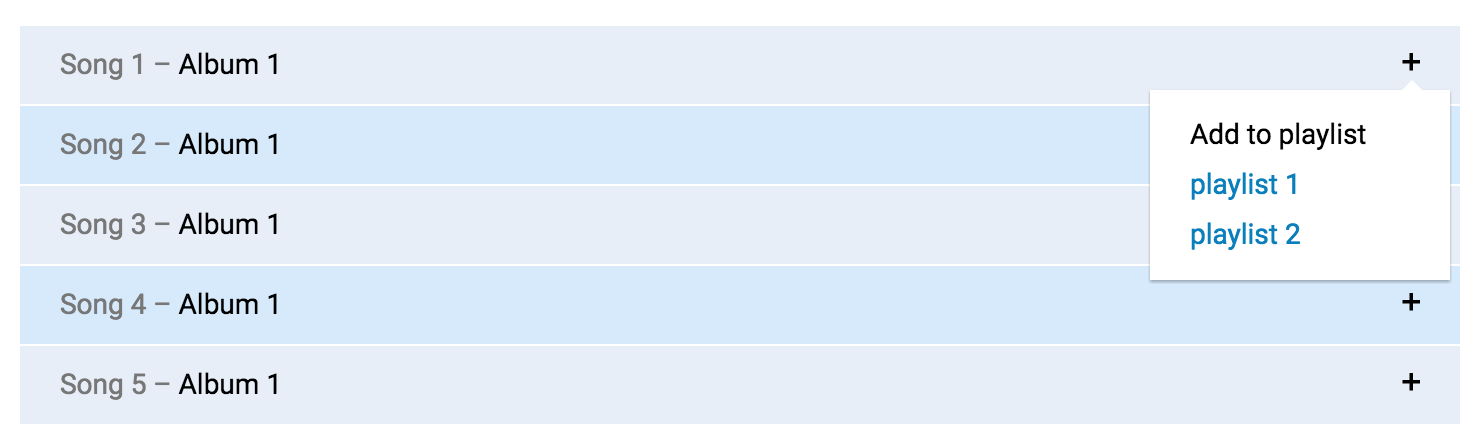 Song 1 – Album 1 +
Add to playlist
playlist 1
playlist 2
Song 2 – Album 1
Song 3 – Album 1
Song 4 – Album 1 +
Song 5 – Album 1 +